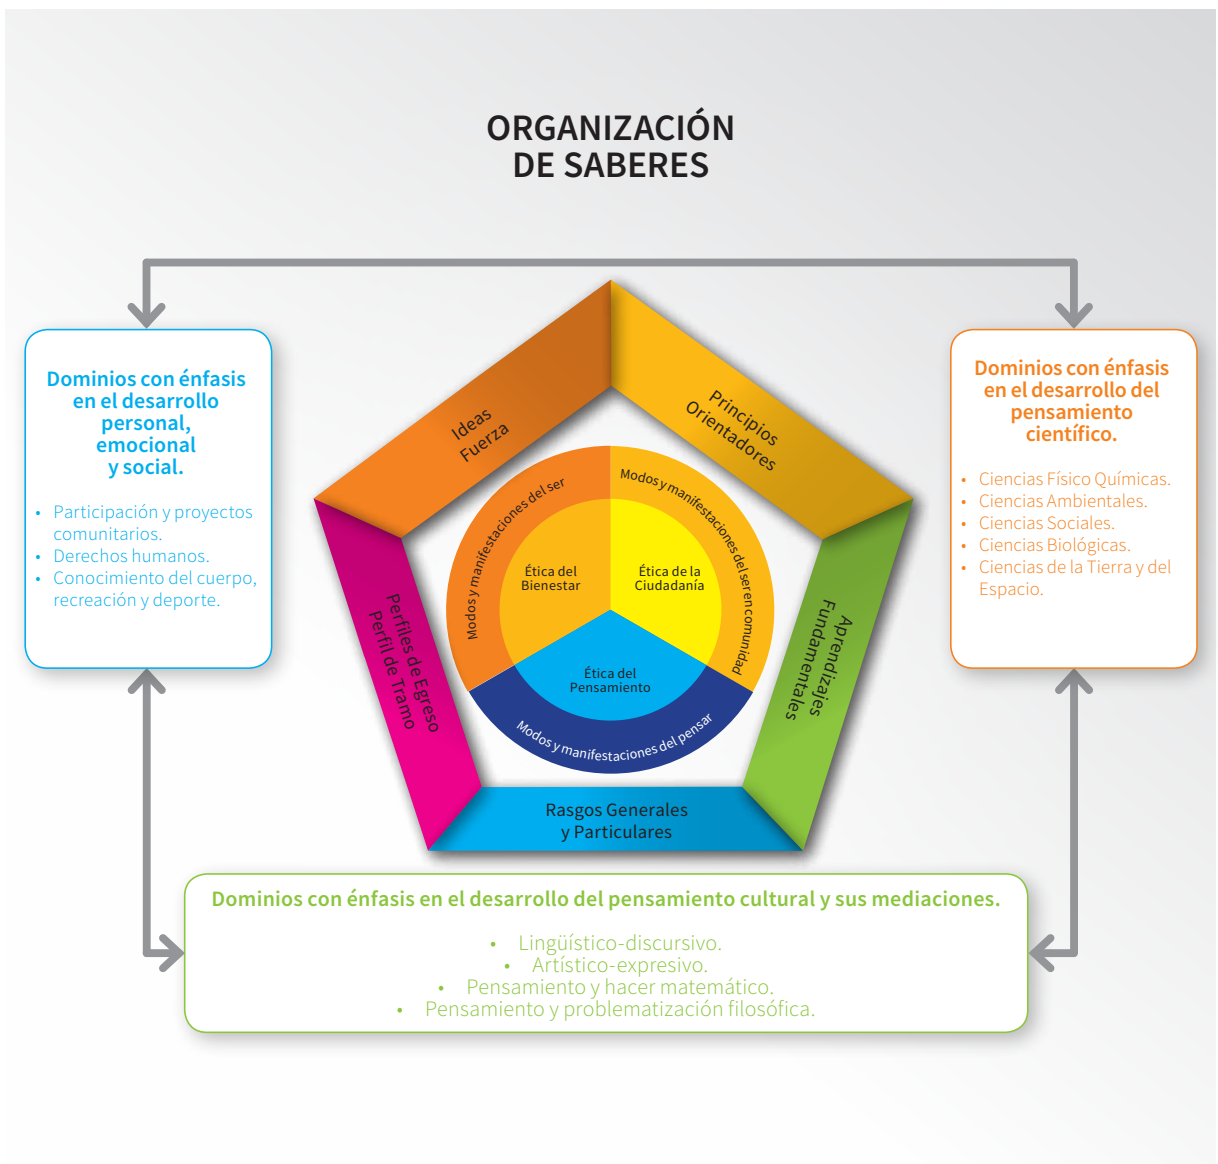 ORGANIZACIÓN
DE SABERES
Dominios con énfasis
en el desarrollo
personal,
emocional
y social.
• Participación y proyectos
comunitarios.
• Derechos humanos.
• Conocimiento del cuerpo,
recreación y deporte.
Ideas
Fuerza
Principios
Orientadores
Aprendizajes
Fundamentales
Rasgos Generales
y Particulares
Perfiles de Egreso
Perfil de Tramo
Modos y manifestaciones del ser
Modos y manifestaciones del ser en comunidad
Modos y manifestaciones del pensar
Ética del
Bienestar
Ética de la
Ciudadanía
Ética del
Pensamiento
Dominios con énfasis
en el desarrollo del
pensamiento
científico.
• Ciencias Físico Químicas.
• Ciencias Ambientales.
• Ciencias Sociales.
• Ciencias Biológicas.
• Ciencias de la Tierra y del
Espacio.
Dominios con énfasis en el desarrollo del pensamiento cultural y sus mediaciones.
• Lingüístico-discursivo.
• Artístico-expresivo.
• Pensamiento y hacer matemático.
• Pensamiento y problematización filosófica.